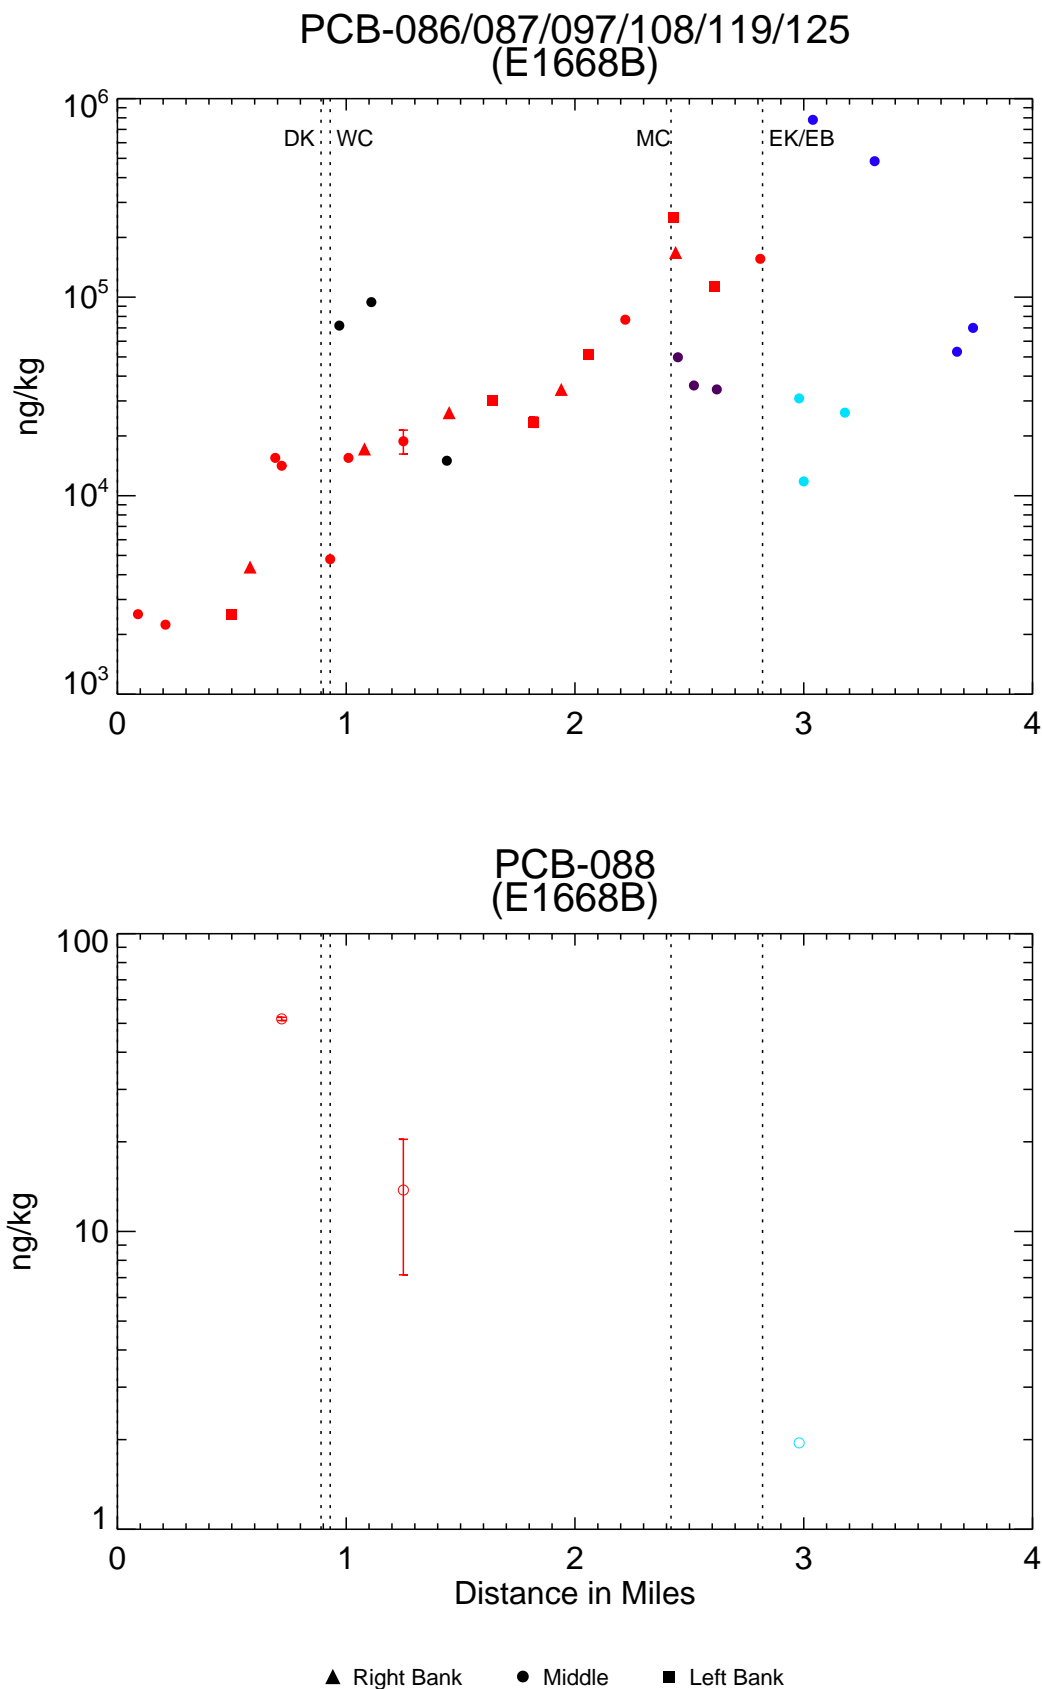 PCB-086/087/097/108/119/125
(E1668B)
10^6
DK WC MC EK/EB
10^5
ng/kg
10^4
10^3
0 1 2 3 4
PCB-088
(E1668B)
100
ng/kg
10
1
0 1 2 3 4
Distance in Miles
Right Bank Middle Left Bank